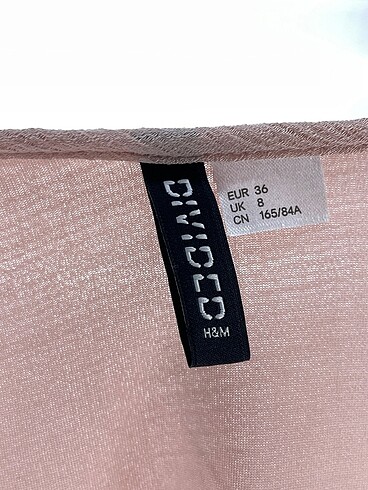 DIVIDED
H&M
EUR 36
UK 8
CN 165/84A